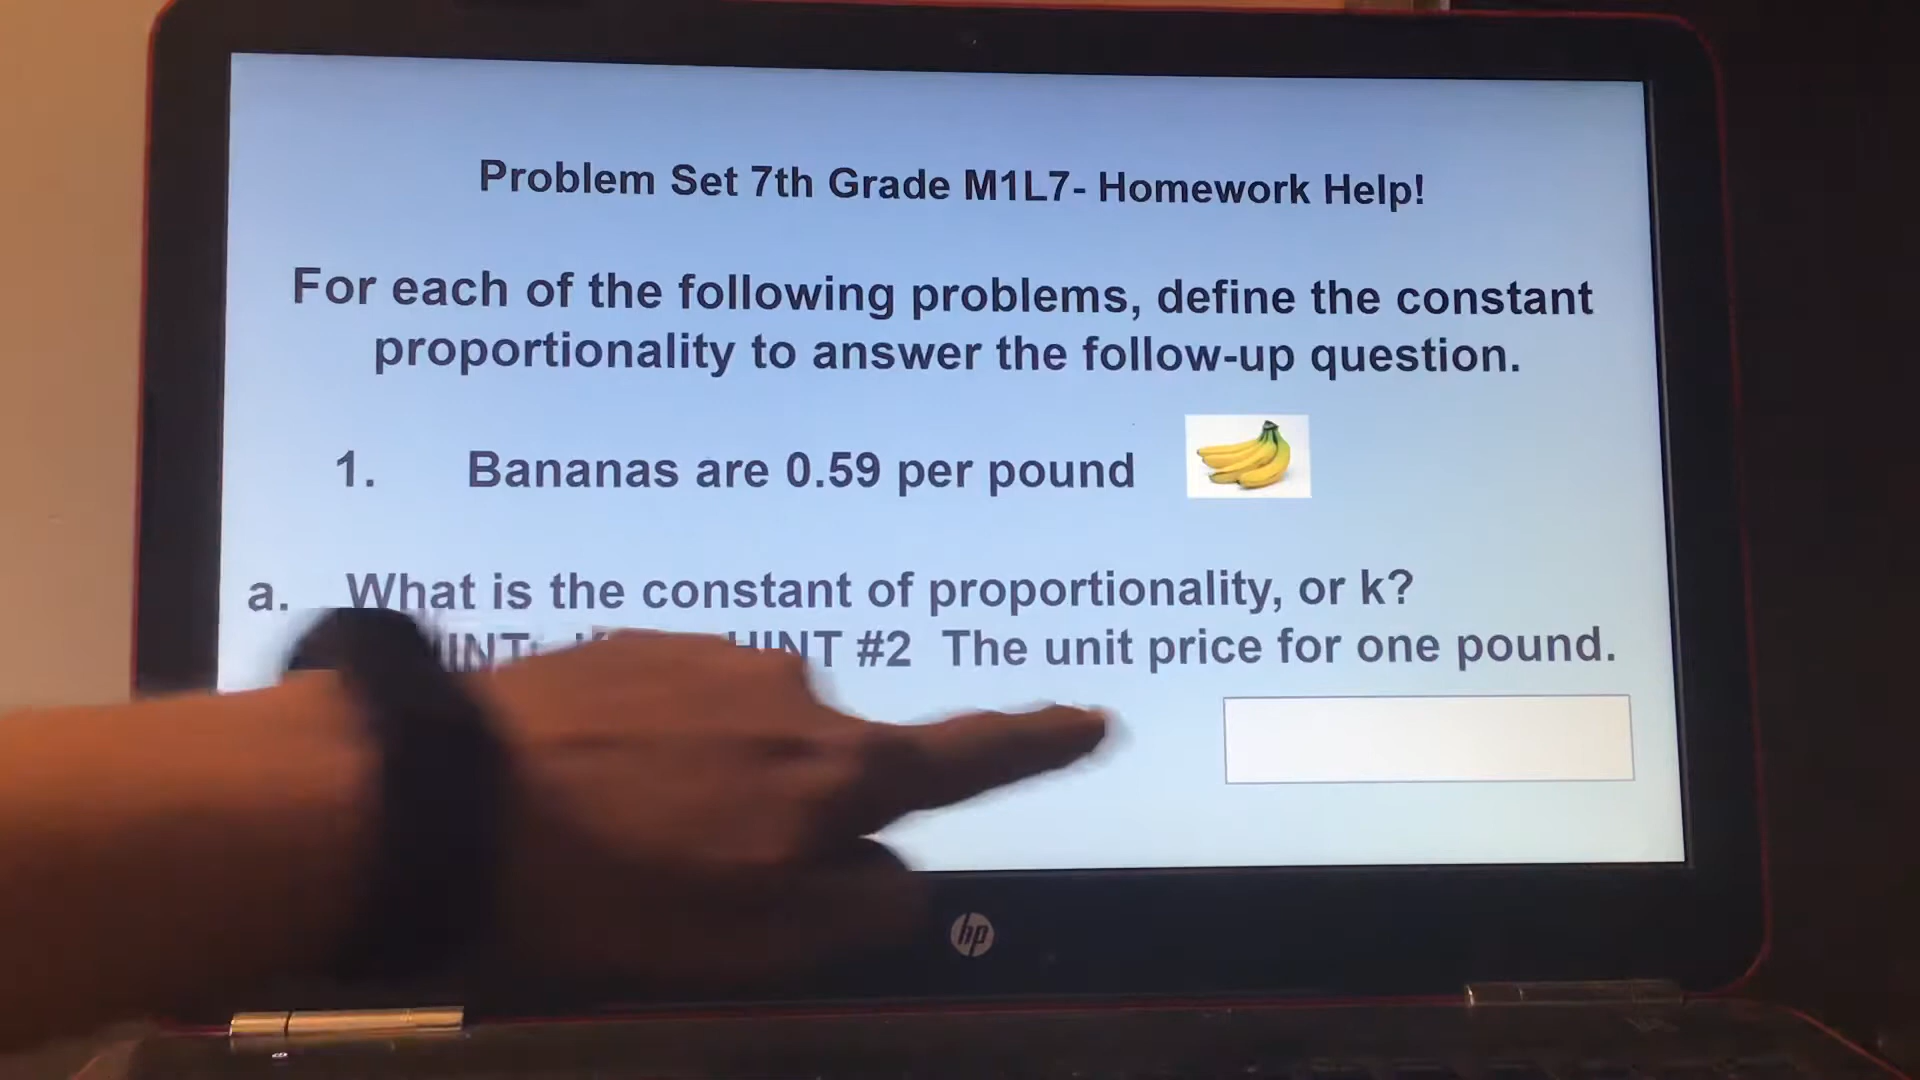 Problem Set 7th Grade M1L7- Homework Help!
For each of the following problems, define the constant
proportionality to answer the follow-up question.
1. Bananas are 0.59 per pound
a. What is the constant of proportionality, or k?
HINT #2 The unit price for one pound.
hp